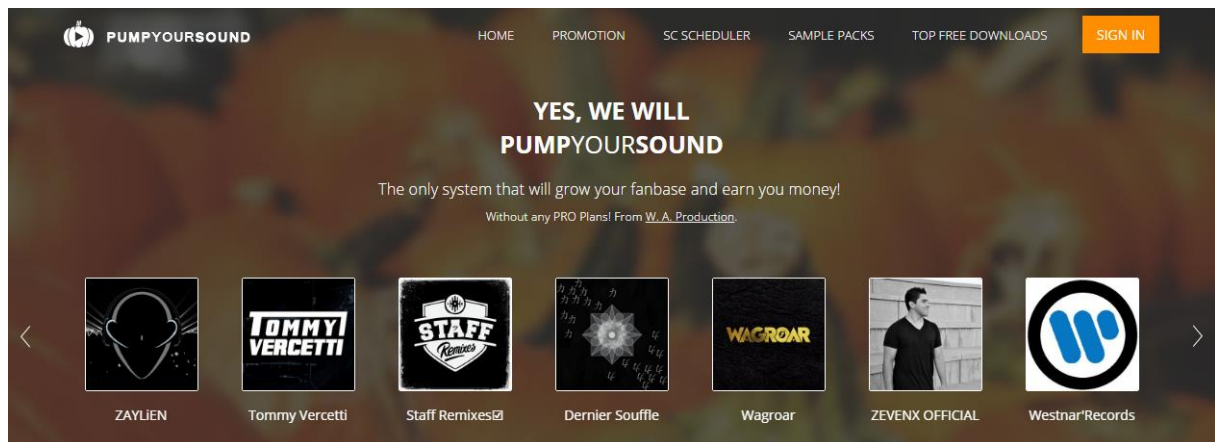 PUMPYOURSOUND
HOME PROMOTION SC SCHEDULER SAMPLE PACKS TOP FREE DOWNLOADS SIGN IN
YES, WE WILL
PUMPYOURSOUND
The only system that will grow your fanbase and earn you money!
Without any PRO Plans! From W. A. Production.
TOMMY
VERCETTI
STAFF
Remixes
WAGROAR
ZAYLiEN Tommy Vercetti Staff Remixes☑ Dernier Souffle Wagroar ZEVENX OFFICIAL Westnar'Records